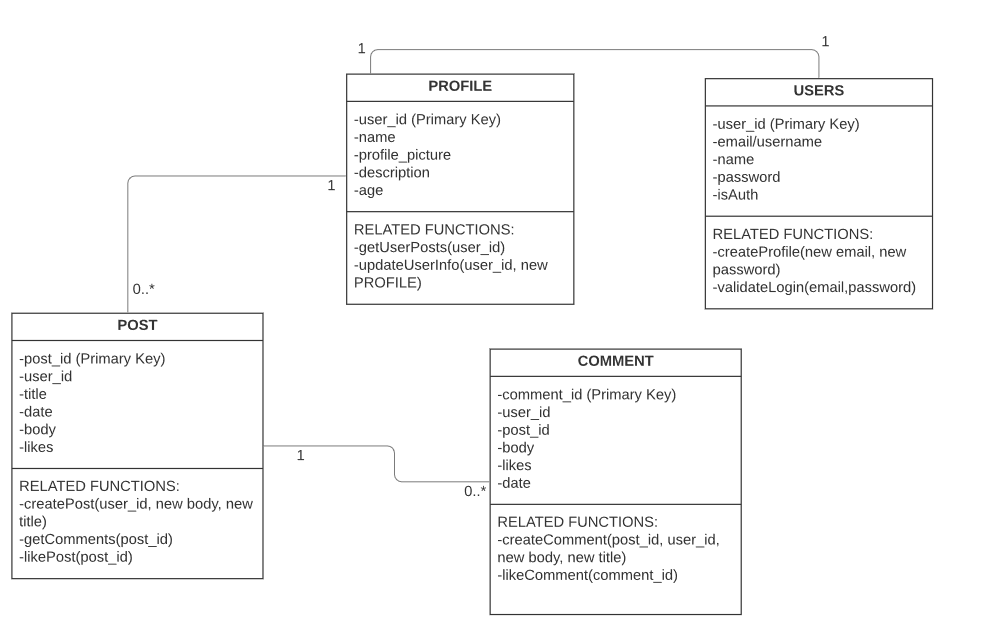 1
1
PROFILE
-user_id (Primary Key)
-name
-profile_picture
-description
-age
RELATED FUNCTIONS:
-getUserPosts(user_id)
-updateUserInfo(user_id, new
PROFILE)
USERS
-user_id (Primary Key)
-email/username
-name
-password
-isAuth
RELATED FUNCTIONS:
-createProfile(new email, new
password)
-validateLogin(email,password)
1
0..*
POST
-post_id (Primary Key)
-user_id
-title
-date
-body
-likes
RELATED FUNCTIONS:
-createPost(user_id, new body, new
title)
-getComments(post_id)
-likePost(post_id)
1
0..*
COMMENT
-comment_id (Primary Key)
-user_id
-post_id
-body
-likes
-date
RELATED FUNCTIONS:
-createComment(post_id, user_id,
new body, new title)
-likeComment(comment_id)